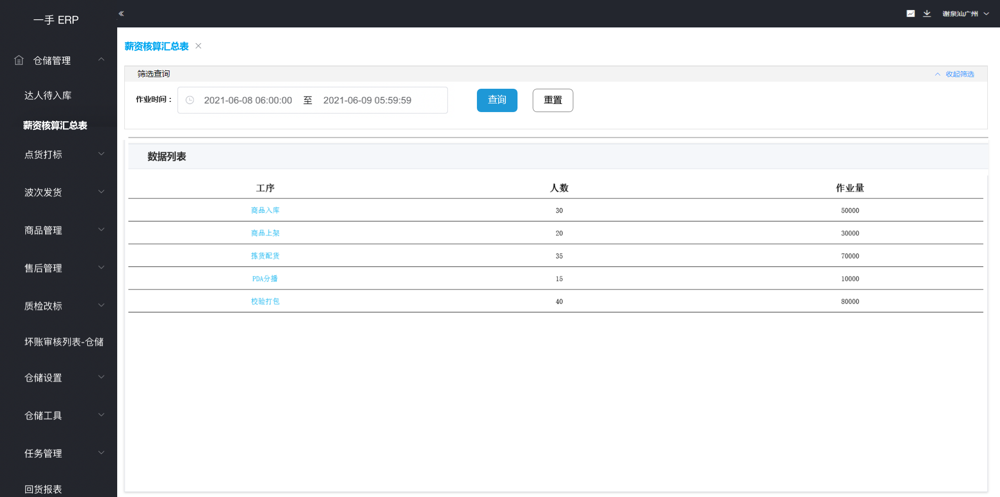 一手 ERP
谢泉汕广州
仓储管理
达人待入库
薪资核算汇总表
点货打标
波次发货
商品管理
售后管理
质检改标
坏账审核列表-仓储
仓储设置
仓储工具
任务管理
回货报表
薪资核算汇总表
筛选查询
收起筛选
作业时间：
2021-06-08 06:00:00 至 2021-06-09 05:59:59
查询
重置
数据列表
工序 人数 作业量
商品入库 30 50000
商品上架 20 30000
拣货配货 35 70000
PDA分播 15 10000
校验打包 40 80000